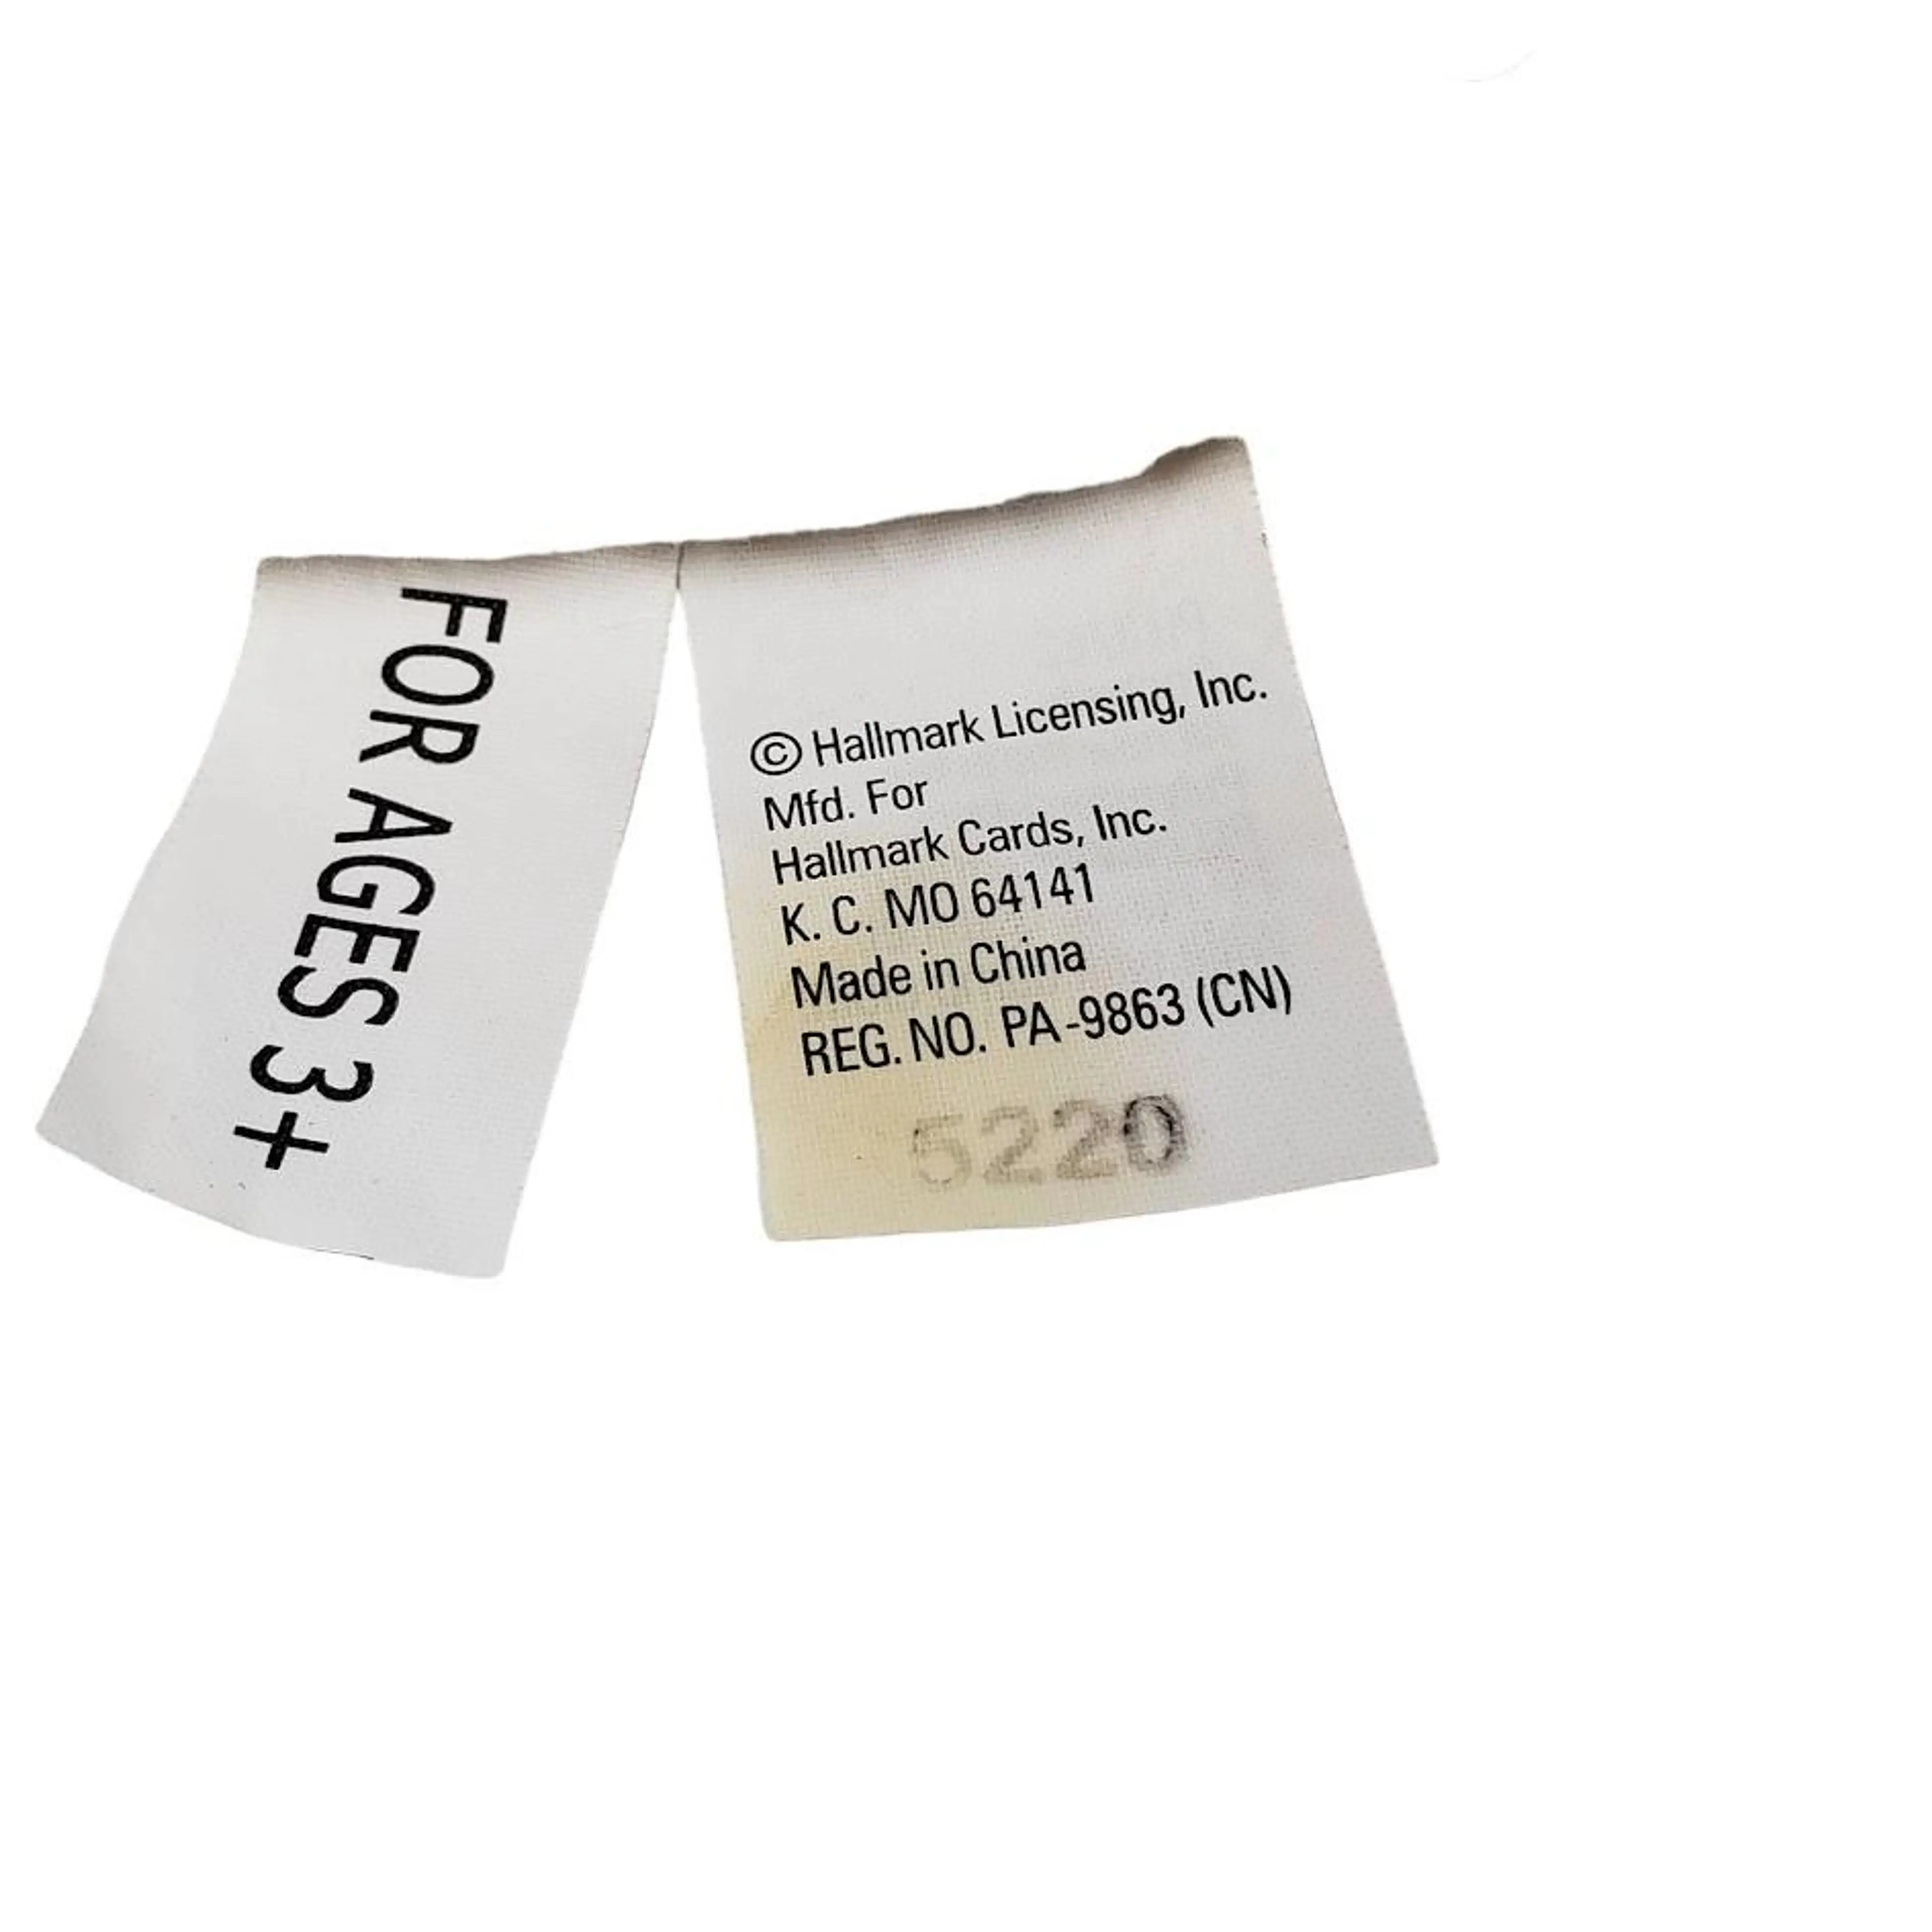 FOR AGES 3+
© Hallmark Licensing, Inc.
Mfd. For
Hallmark Cards, Inc.
K. C. MO 64141
Made in China
REG. NO. PA-9863 (CN)
5220